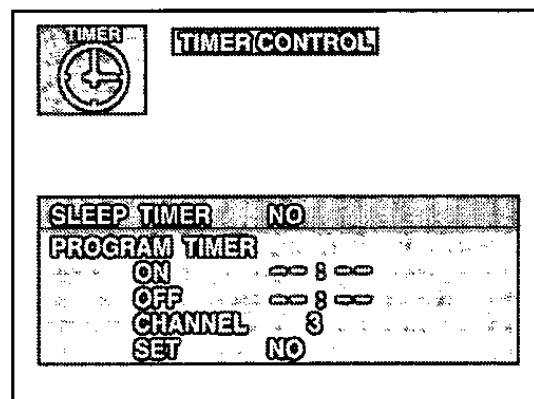 TIMER
TIMER CONTROL
SLEEP TIMER NO
PROGRAM TIMER
ON --:--
OFF --:--
CHANNEL 3
SET NO